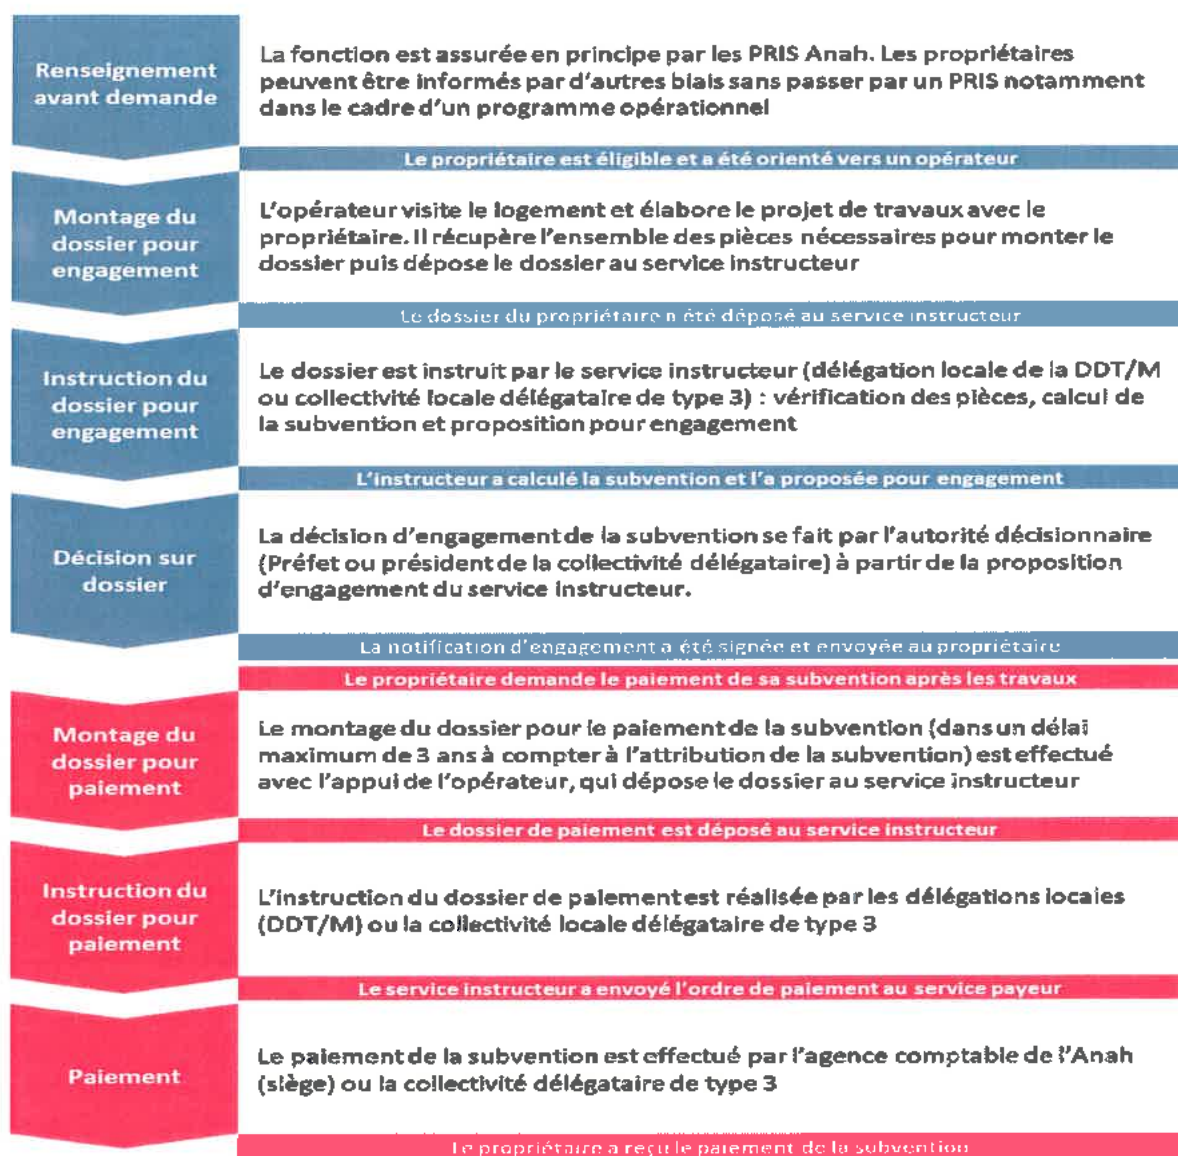 Renseignement
avant demande
La fonction est assurée en principe par les PRIS Anah. Les propriétaires
peuvent être informés par d'autres biais sans passer par un PRIS notamment
dans le cadre d'un programme opérationnel
Le propriétaire est éligible et a été orienté vers un opérateur
Montage du
dossier pour
engagement
L'opérateur visite le logement et élabore le projet de travaux avec le
propriétaire. Il récupère l'ensemble des pièces nécessaires pour monter le
dossier puis dépose le dossier au service instructeur
Le dossier du propriétaire a été déposé au service instructeur
Instruction du
dossier pour
engagement
Le dossier est instruit par le service instructeur (délégation locale de la DDT/M
ou collectivité locale délégataire de type 3) : vérification des pièces, calcul de
la subvention et proposition pour engagement
L'instructeur a calculé la subvention et l'a proposée pour engagement
Décision sur
dossier
La décision d'engagement de la subvention se fait par l'autorité décisionnaire
(Préfet ou président de la collectivité délégataire) à partir de la proposition
d'engagement du service instructeur.
La notification d'engagement a été signée et envoyée au propriétaire
Le propriétaire demande le paiement de sa subvention après les travaux
Montage du
dossier pour
paiement
Le montage du dossier pour le paiement de la subvention (dans un délai
maximum de 3 ans à compter à l'attribution de la subvention) est effectué
avec l'appui de l'opérateur, qui dépose le dossier au service instructeur
Le dossier de paiement est déposé au service instructeur
Instruction du
dossier pour
paiement
L'instruction du dossier de paiement est réalisée par les délégations locales
(DDT/M) ou la collectivité locale délégataire de type 3
Le service instructeur a envoyé l'ordre de paiement au service payeur
Paiement
Le paiement de la subvention est effectué par l'agence comptable de l'Anah
(siège) ou la collectivité délégataire de type 3
Le propriétaire a reçu le paiement de la subvention